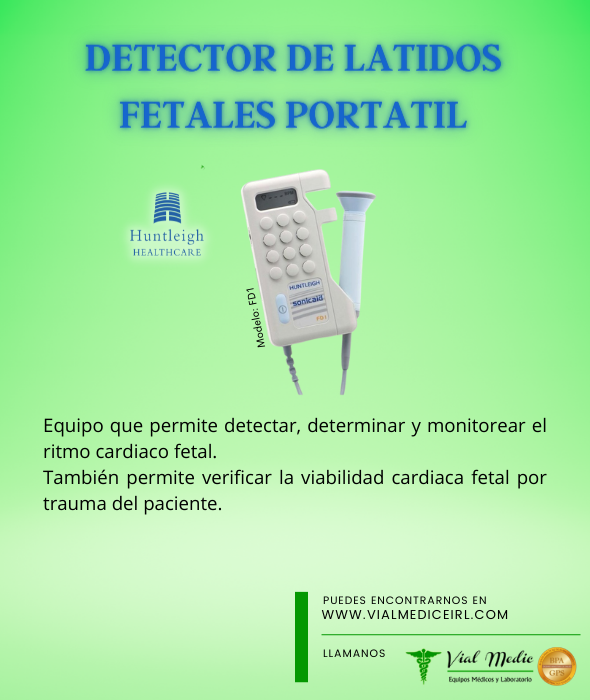 DETECTOR DE LATIDOS
FETALES PORTATIL
Huntleigh
HEALTHCARE
HUNTLEIGH
sonicaid
FD1
Modelo: FD1
Equipo que permite detectar, determinar y monitorear el
ritmo cardiaco fetal.
También permite verificar la viabilidad cardiaca fetal por
trauma del paciente.
PUEDES ENCONTRARNOS EN
WWW.VIALMEDICEIRL.COM
LLAMANOS
Vial Medic
Equipos Médicos y Laboratorio
BPA
GPS